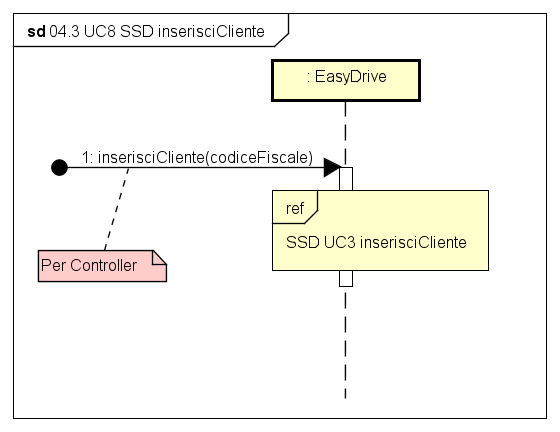 sd 04.3 UC8 SSD inserisciCliente
: EasyDrive
1: inserisciCliente(codiceFiscale)
ref
SSD UC3 inserisciCliente
Per Controller